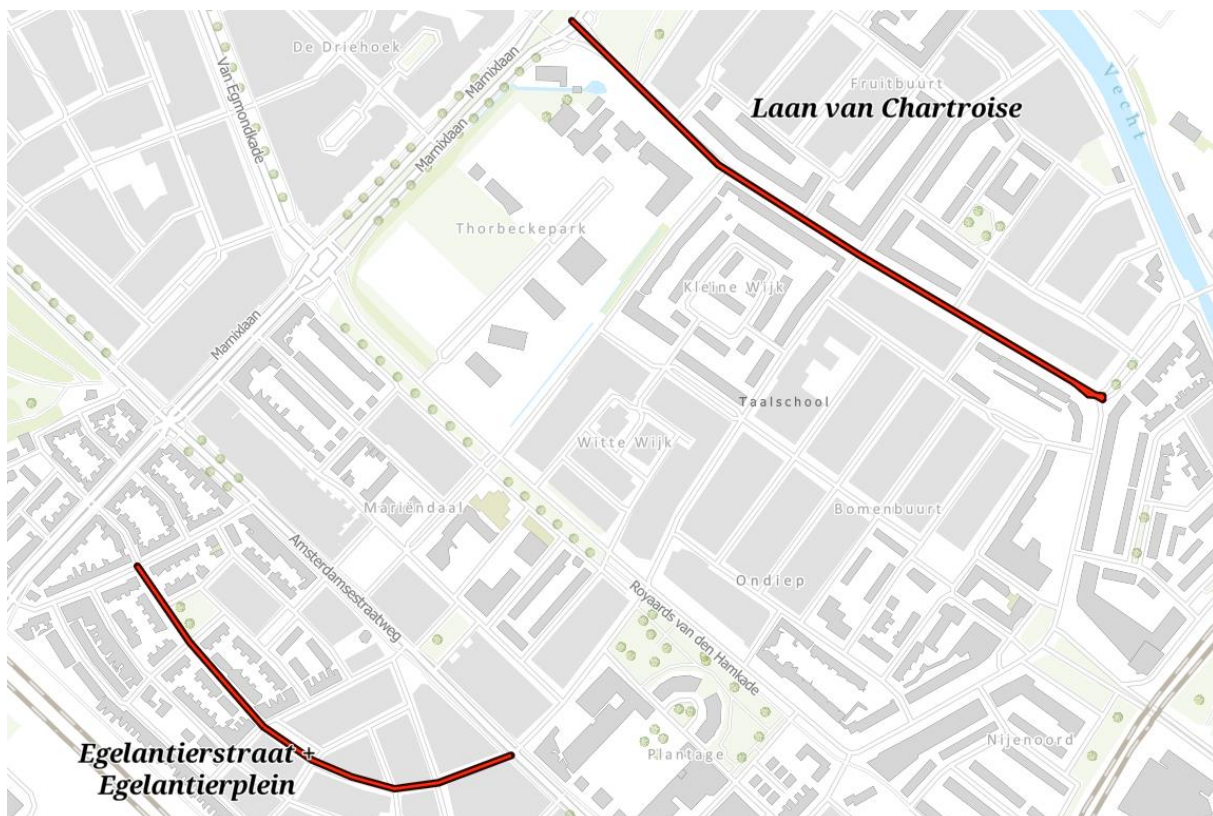 De Driehoek
Van Egmondkade
Marnixlaan
Marnixlaan
Fruitbuurt
Laan van Chartroise
Vecht
Thorbeckepark
Kleine Wijk
Marnixlaan
Taalschool
Witte Wijk
Mariëndaal
Bomenbuurt
Amsterdamsestraatweg
Ondiep
Royaards van den Hamkade
Egelantierstraat +
Egelantierplein
Plantage
Nijenoord